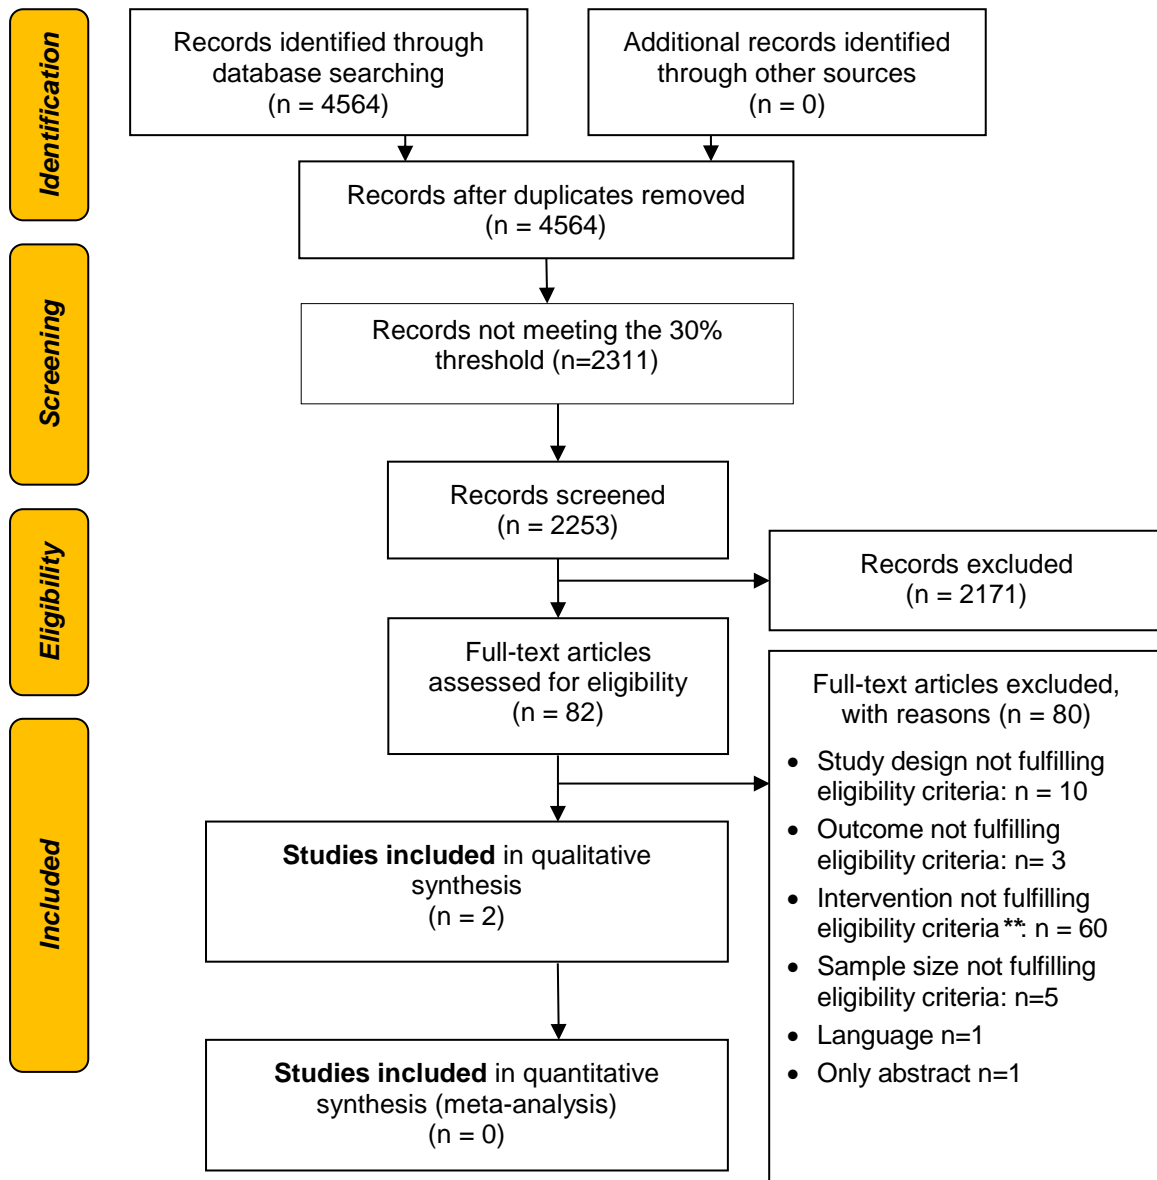 Identification
Records identified through
database searching
(n = 4564)
Additional records identified
through other sources
(n = 0)
Records after duplicates removed
(n = 4564)
Screening
Records not meeting the 30%
threshold (n=2311)
Records screened
(n = 2253)
Eligibility
Records excluded
(n = 2171)
Full-text articles
assessed for eligibility
(n = 82)
Full-text articles excluded,
with reasons (n = 80)
• Study design not fulfilling
eligibility criteria: n = 10
• Outcome not fulfilling
eligibility criteria: n= 3
• Intervention not fulfilling
eligibility criteria**: n = 60
• Sample size not fulfilling
eligibility criteria: n=5
• Language n=1
• Only abstract n=1
Included
Studies included in qualitative
synthesis
(n = 2)
Studies included in quantitative
synthesis (meta-analysis)
(n = 0)